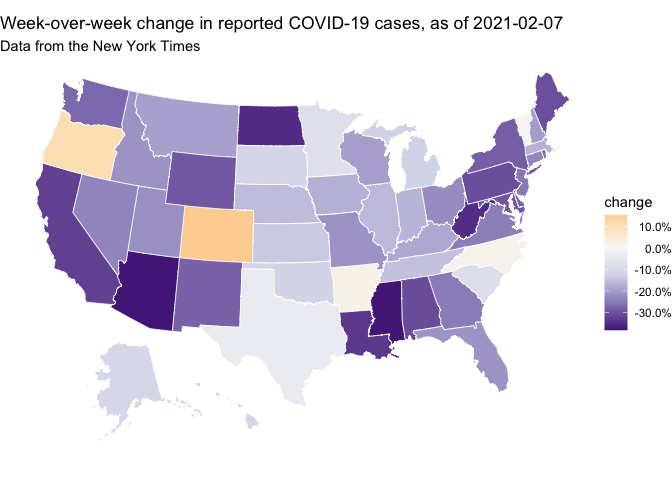 Week-over-week change in reported COVID-19 cases, as of 2021-02-07
Data from the New York Times
change
10.0%
0.0%
-10.0%
-20.0%
-30.0%